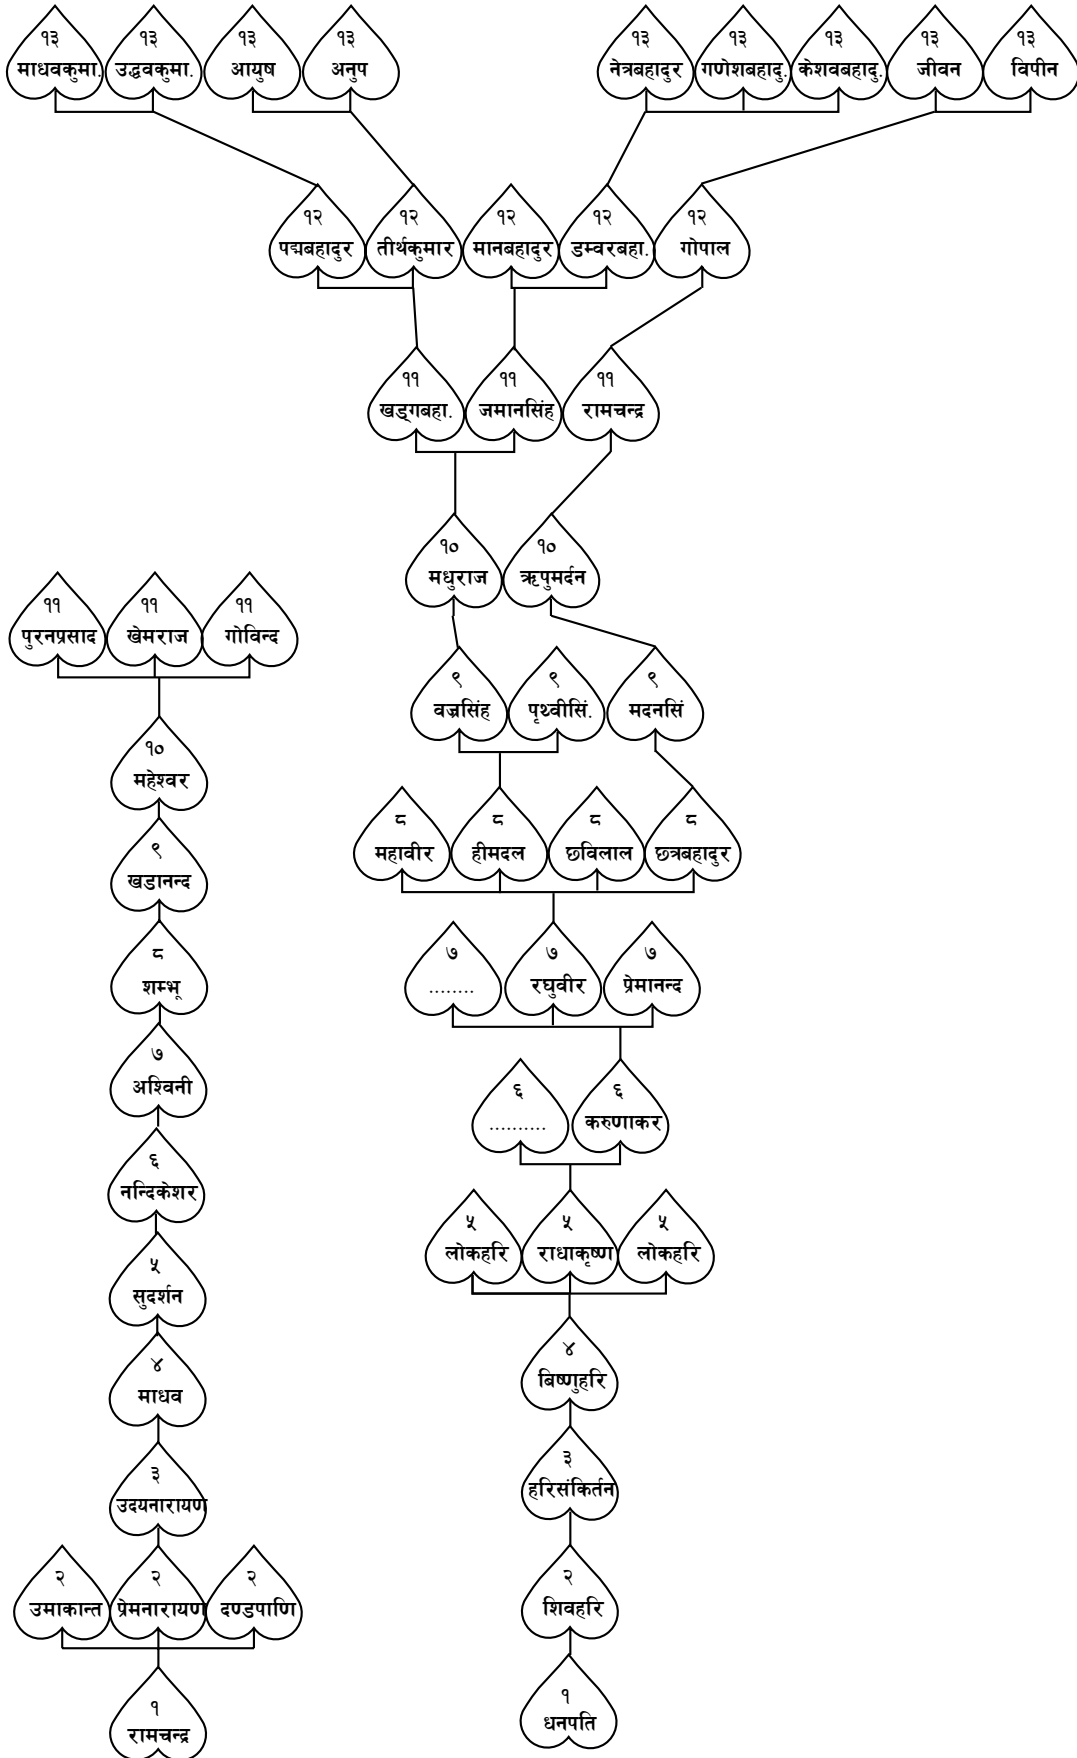 १३ १३ १३ १३ १३ १३ १३ १३ १३
माधवकुमा. उद्धवकुमा. आयुष अनुप नेत्रबहादुर गणेशबहादु. केशवबहादु. जीवन विपीन
१२ १२ १२ १२ १२
पद्मबहादुर तीर्थकुमार मानबहादुर डम्वरबहा. गोपाल
११ ११ ११
खड्गबहा. जमानसिंह रामचन्द्र
१० १०
मधुराज ऋपुमर्दन
११ ११ ११
पुरनप्रसाद खेमराज गोविन्द
९ ९ ९
वज्रसिंह पृथ्वीसिं. मदनसिं
१०
महेश्वर
८ ८ ८ ८
महावीर हीमदल छविलाल छत्रबहादुर
९
खडानन्द
८
शम्भू
७ ७ ७
........ रघुवीर प्रेमानन्द
७
अश्विनी
६ ६
.......... करुणाकर
६
नन्दिकेशर
५ ५ ५
लोकहरि राधाकृष्ण लोकहरि
५
सुदर्शन
४
बिष्णुहरि
४
माधव
३
हरिसंकिर्तन
३
उदयनारायण
२ २ २ २
उमाकान्त प्रेमनारायण दण्डपाणि शिवहरि
१
धनपति
१
रामचन्द्र